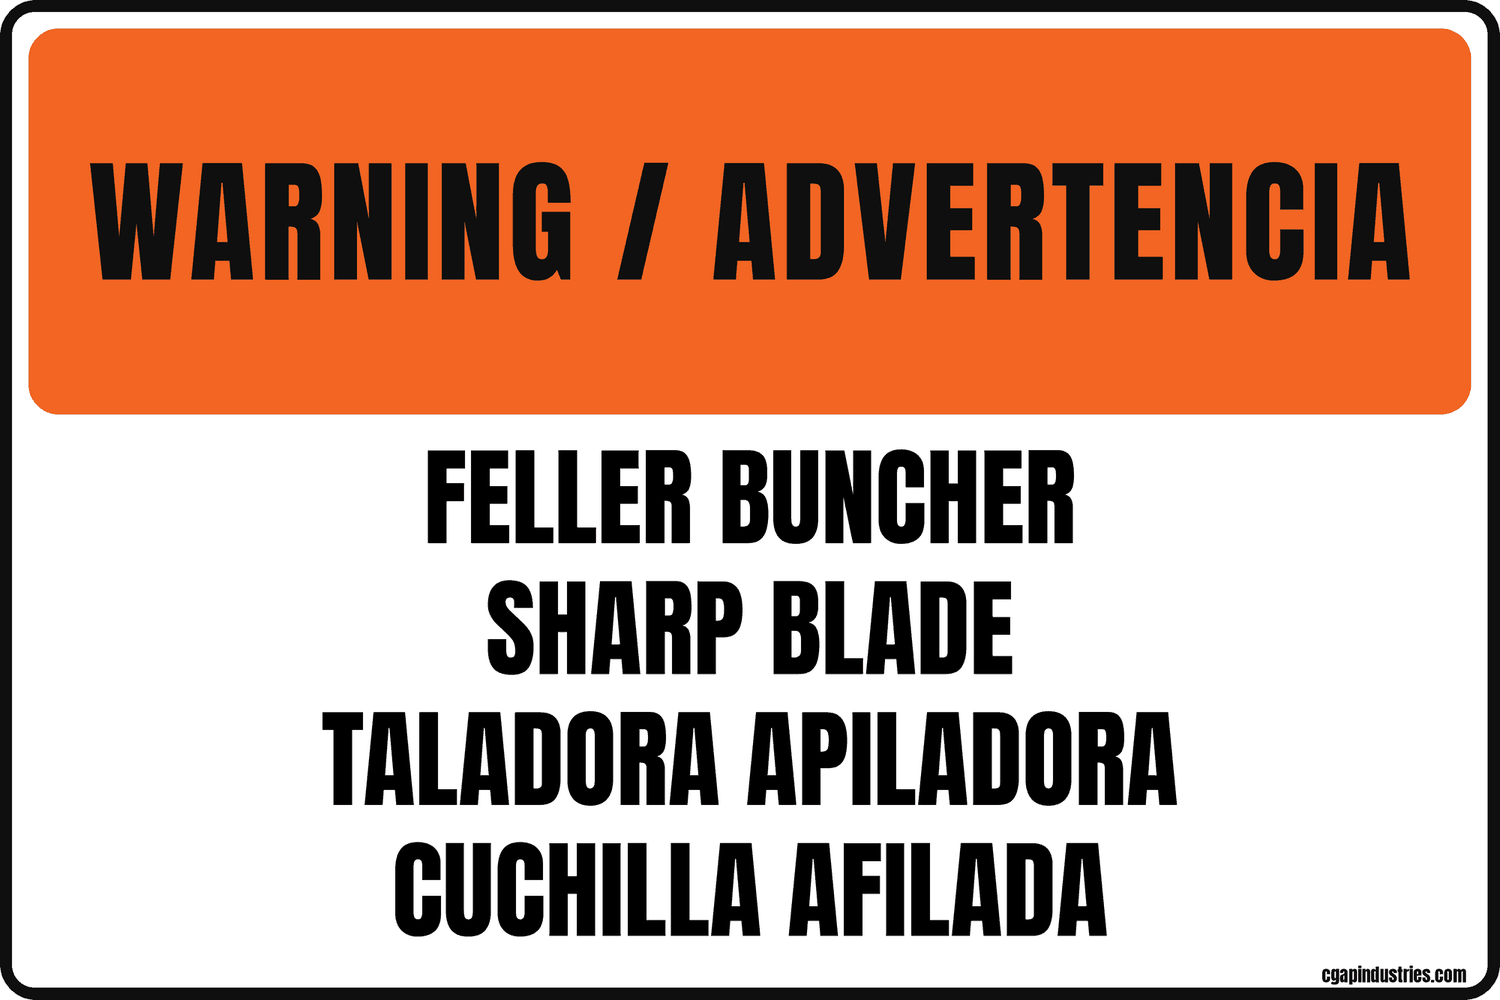 WARNING / ADVERTENCIA
FELLER BUNCHER
SHARP BLADE
TALADORA APILADORA
CUCHILLA AFILADA
cgapindustries.com